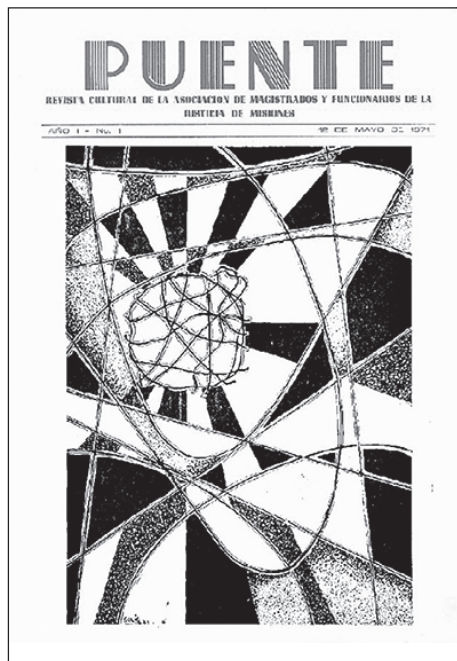 PUENTE
REVISTA CULTURAL DE LA ASOCIACION DE MAGISTRADOS Y FUNCIONARIOS DE LA
JUSTICIA DE MISIONES
AÑO I - No. 1 12 DE MAYO DE 1971